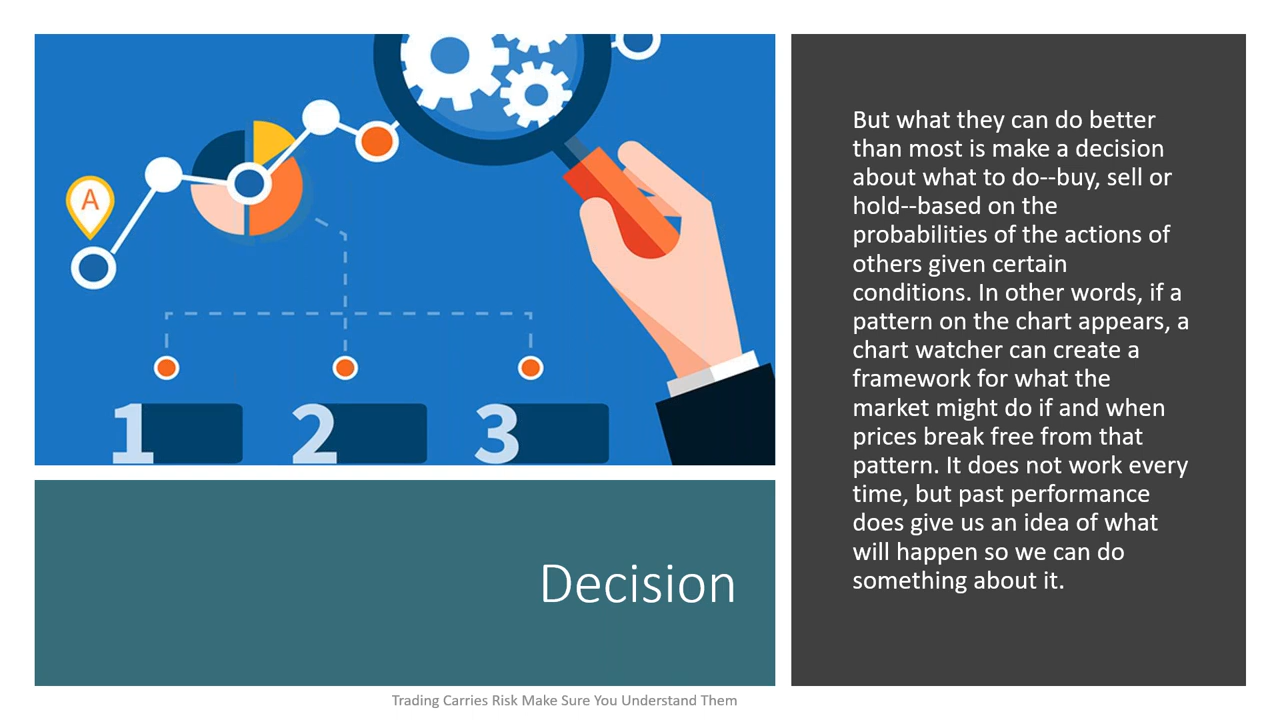 A
1
2
3
Decision
But what they can do better
than most is make a decision
about what to do--buy, sell or
hold--based on the
probabilities of the actions of
others given certain
conditions. In other words, if a
pattern on the chart appears, a
chart watcher can create a
framework for what the
market might do if and when
prices break free from that
pattern. It does not work every
time, but past performance
does give us an idea of what
will happen so we can do
something about it.
Trading Carries Risk Make Sure You Understand Them